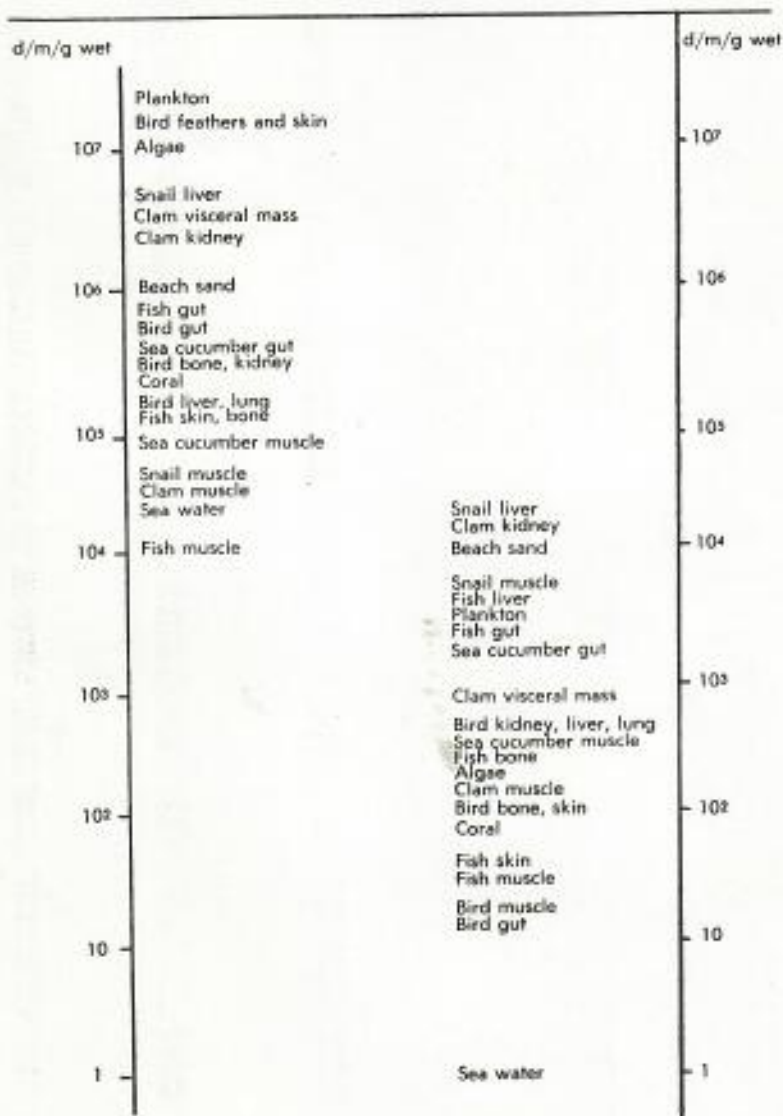 d/m/g wet
Plankton
Bird feathers and skin
10⁷
Algae
Snail liver
Clam visceral mass
Clam kidney
10⁶
Beach sand
Fish gut
Bird gut
Sea cucumber gut
Bird bone, kidney
Coral
Bird liver, lung
Fish skin, bone
10⁵
Sea cucumber muscle
Snail muscle
Clam muscle
Sea water
10⁴
Fish muscle
10³
10²
10
1
d/m/g wet
10⁷
10⁶
10⁵
Snail liver
Clam kidney
Beach sand
10⁴
Snail muscle
Fish liver
Plankton
Fish gut
Sea cucumber gut
10³
Clam visceral mass
Bird kidney, liver, lung
Sea cucumber muscle
Fish bone
Algae
Clam muscle
Bird bone, skin
10²
Coral
Fish skin
Fish muscle
Bird muscle
Bird gut
10
Sea water
1